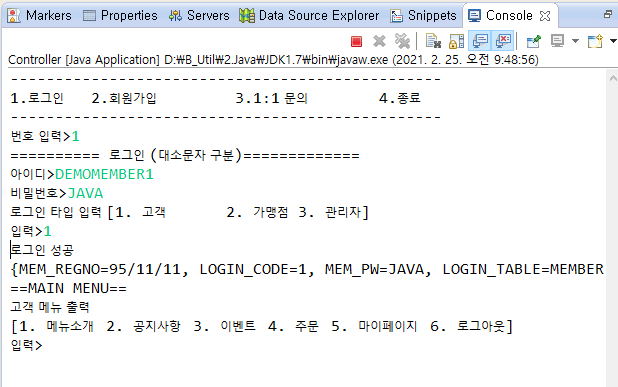 Markers Properties Servers Data Source Explorer Snippets Console
Controller [Java Application] D:\B_Util\2.Java\JDK1.7\bin\javaw.exe (2021. 2. 25. 오전 9:48:56)
------------------------------------------------
1.로그인 2.회원가입 3.1:1 문의 4.종료
------------------------------------------------
번호 입력>1
========== 로그인 (대소문자 구분)=============
아이디>DEMOMEMBER1
비밀번호>JAVA
로그인 타입 입력 [1. 고객 2. 가맹점 3. 관리자]
입력>1
로그인 성공
{MEM_REGNO=95/11/11, LOGIN_CODE=1, MEM_PW=JAVA, LOGIN_TABLE=MEMBER
==MAIN MENU==
고객 메뉴 출력
[1. 메뉴소개 2. 공지사항 3. 이벤트 4. 주문 5. 마이페이지 6. 로그아웃]
입력>